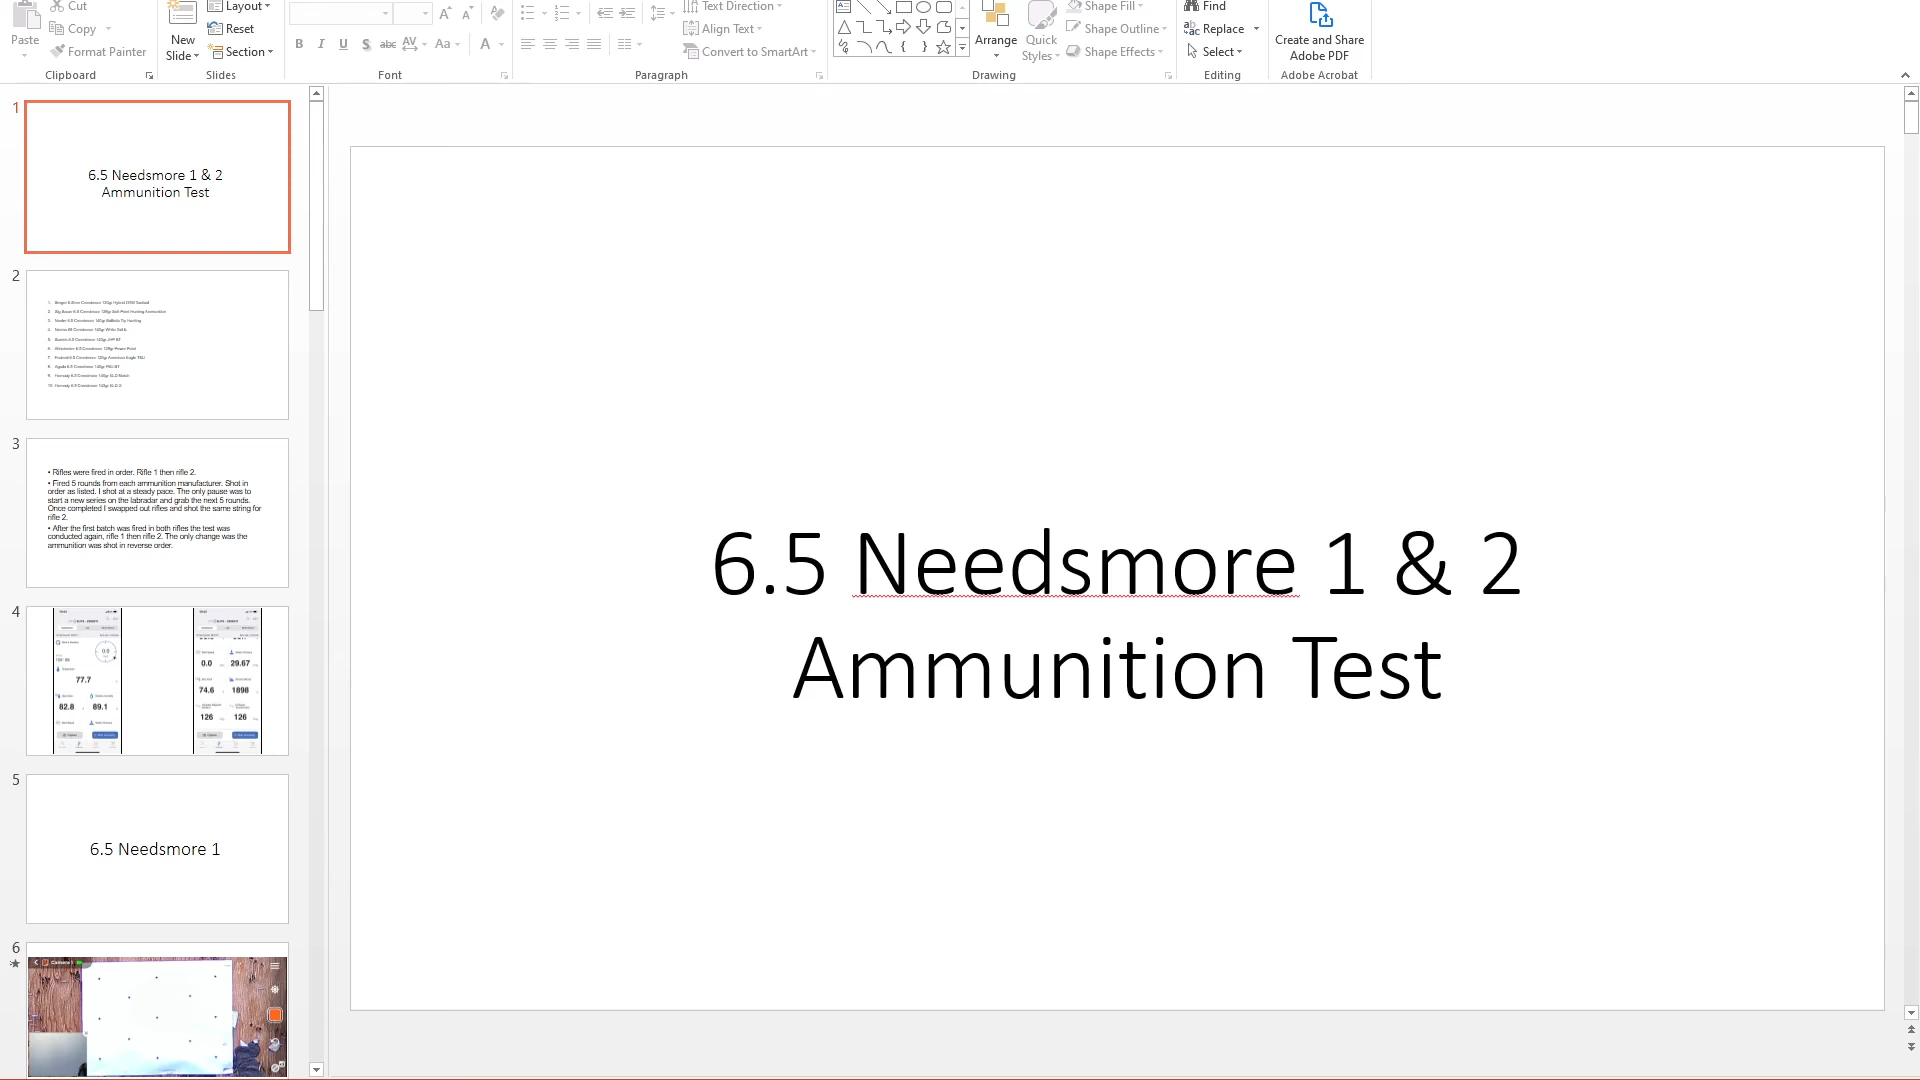 Cut
Copy
Paste
Format Painter
Clipboard
New
Slide
Layout
Reset
Section
Slides
B I U S abc AV Aa A
Font
Text Direction
Align Text
Convert to SmartArt
Paragraph
Arrange
Quick
Styles
Shape Fill
Shape Outline
Shape Effects
Drawing
Find
Replace
Select
Editing
Create and Share
Adobe PDF
Adobe Acrobat
1
6.5 Needsmore 1 & 2
Ammunition Test
2
3
• Rifles were fired in order. Rifle 1 then rifle 2.
• Fired 5 rounds from each ammunition manufacturer. Shot in
order as listed. I shot at a steady pace. The only pause was to
start a new series on the labradar and grab the next 5 rounds.
Once completed I swapped out rifles and shot the same string for
rifle 2.
• After the first batch was fired in both rifles the test was
conducted again, rifle 1 then rifle 2. The only change was the
ammunition was shot in reverse order.
4
0.0
77.7
82.8 89.1
0.0 29.67
74.6 1898
126 126
5
6.5 Needsmore 1
6
Camera 1
6.5 Needsmore 1 & 2
Ammunition Test